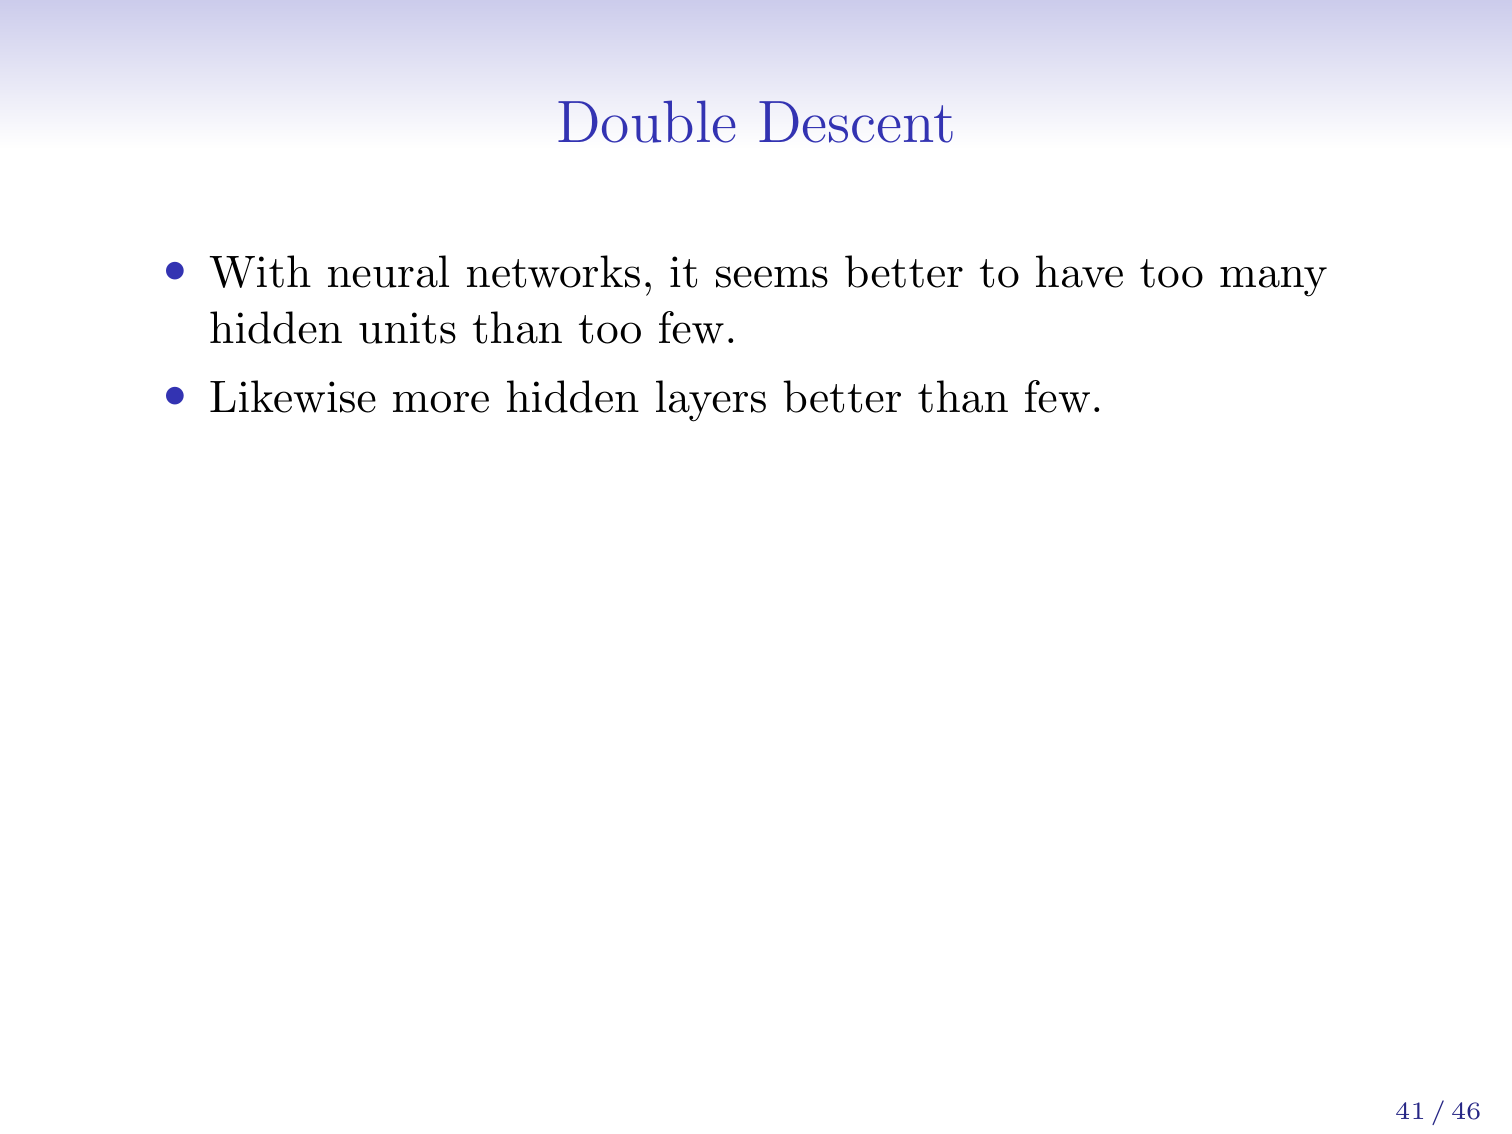 Double Descent
• With neural networks, it seems better to have too many
hidden units than too few.
• Likewise more hidden layers better than few.
41 / 46